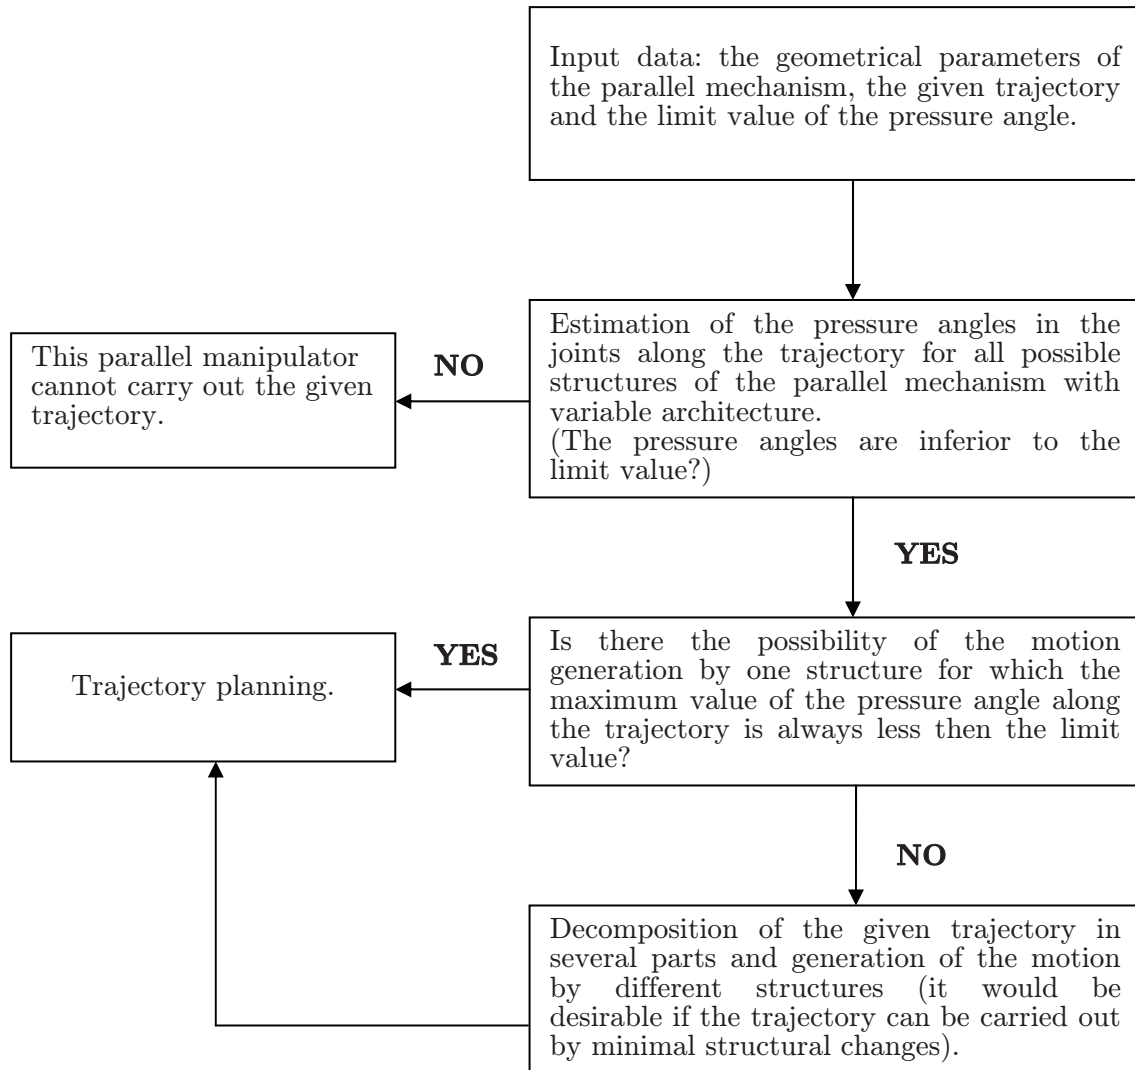 Input data: the geometrical parameters of
the parallel mechanism, the given trajectory
and the limit value of the pressure angle.
Estimation of the pressure angles in the
joints along the trajectory for all possible
structures of the parallel mechanism with
variable architecture.
(The pressure angles are inferior to the
limit value?)
NO
This parallel manipulator
cannot carry out the given
trajectory.
YES
Is there the possibility of the motion
generation by one structure for which the
maximum value of the pressure angle along
the trajectory is always less then the limit
value?
YES
Trajectory planning.
NO
Decomposition of the given trajectory in
several parts and generation of the motion
by different structures (it would be
desirable if the trajectory can be carried out
by minimal structural changes).